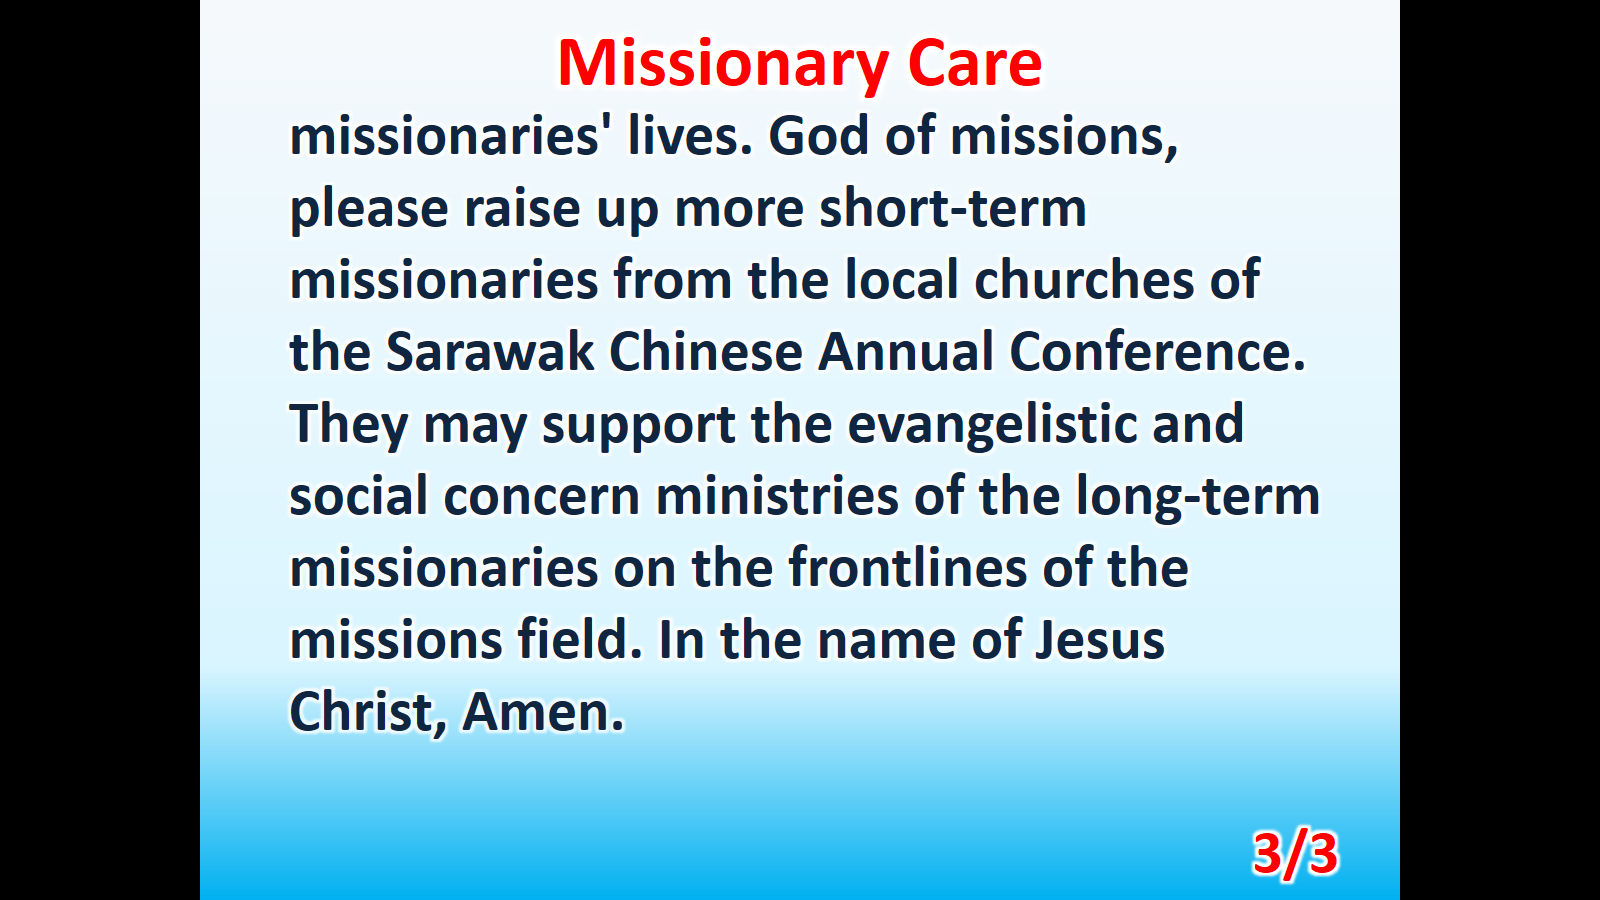 Missionary Care
missionaries' lives. God of missions,
please raise up more short-term
missionaries from the local churches of
the Sarawak Chinese Annual Conference.
They may support the evangelistic and
social concern ministries of the long-term
missionaries on the frontlines of the
missions field. In the name of Jesus
Christ, Amen.
3/3